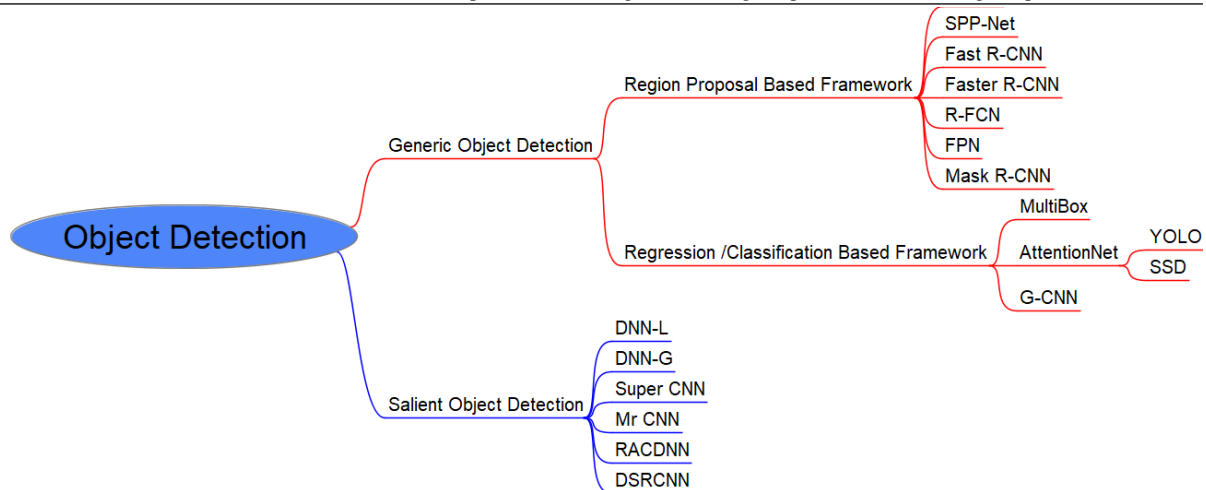 SPP-Net
Fast R-CNN
Region Proposal Based Framework
Faster R-CNN
R-FCN
Generic Object Detection
FPN
Mask R-CNN
MultiBox
Object Detection
YOLO
Regression /Classification Based Framework
AttentionNet
SSD
G-CNN
DNN-L
DNN-G
Super CNN
Salient Object Detection
Mr CNN
RACDNN
DSRCNN